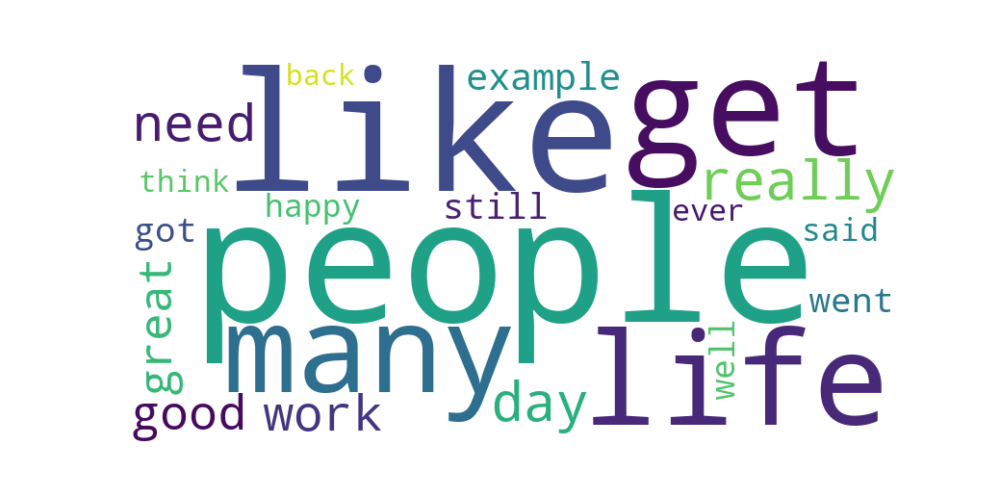 back
like
example
get
need
really
think
happy
still
ever
got
people
said
great
went
many
life
well
day
good
work